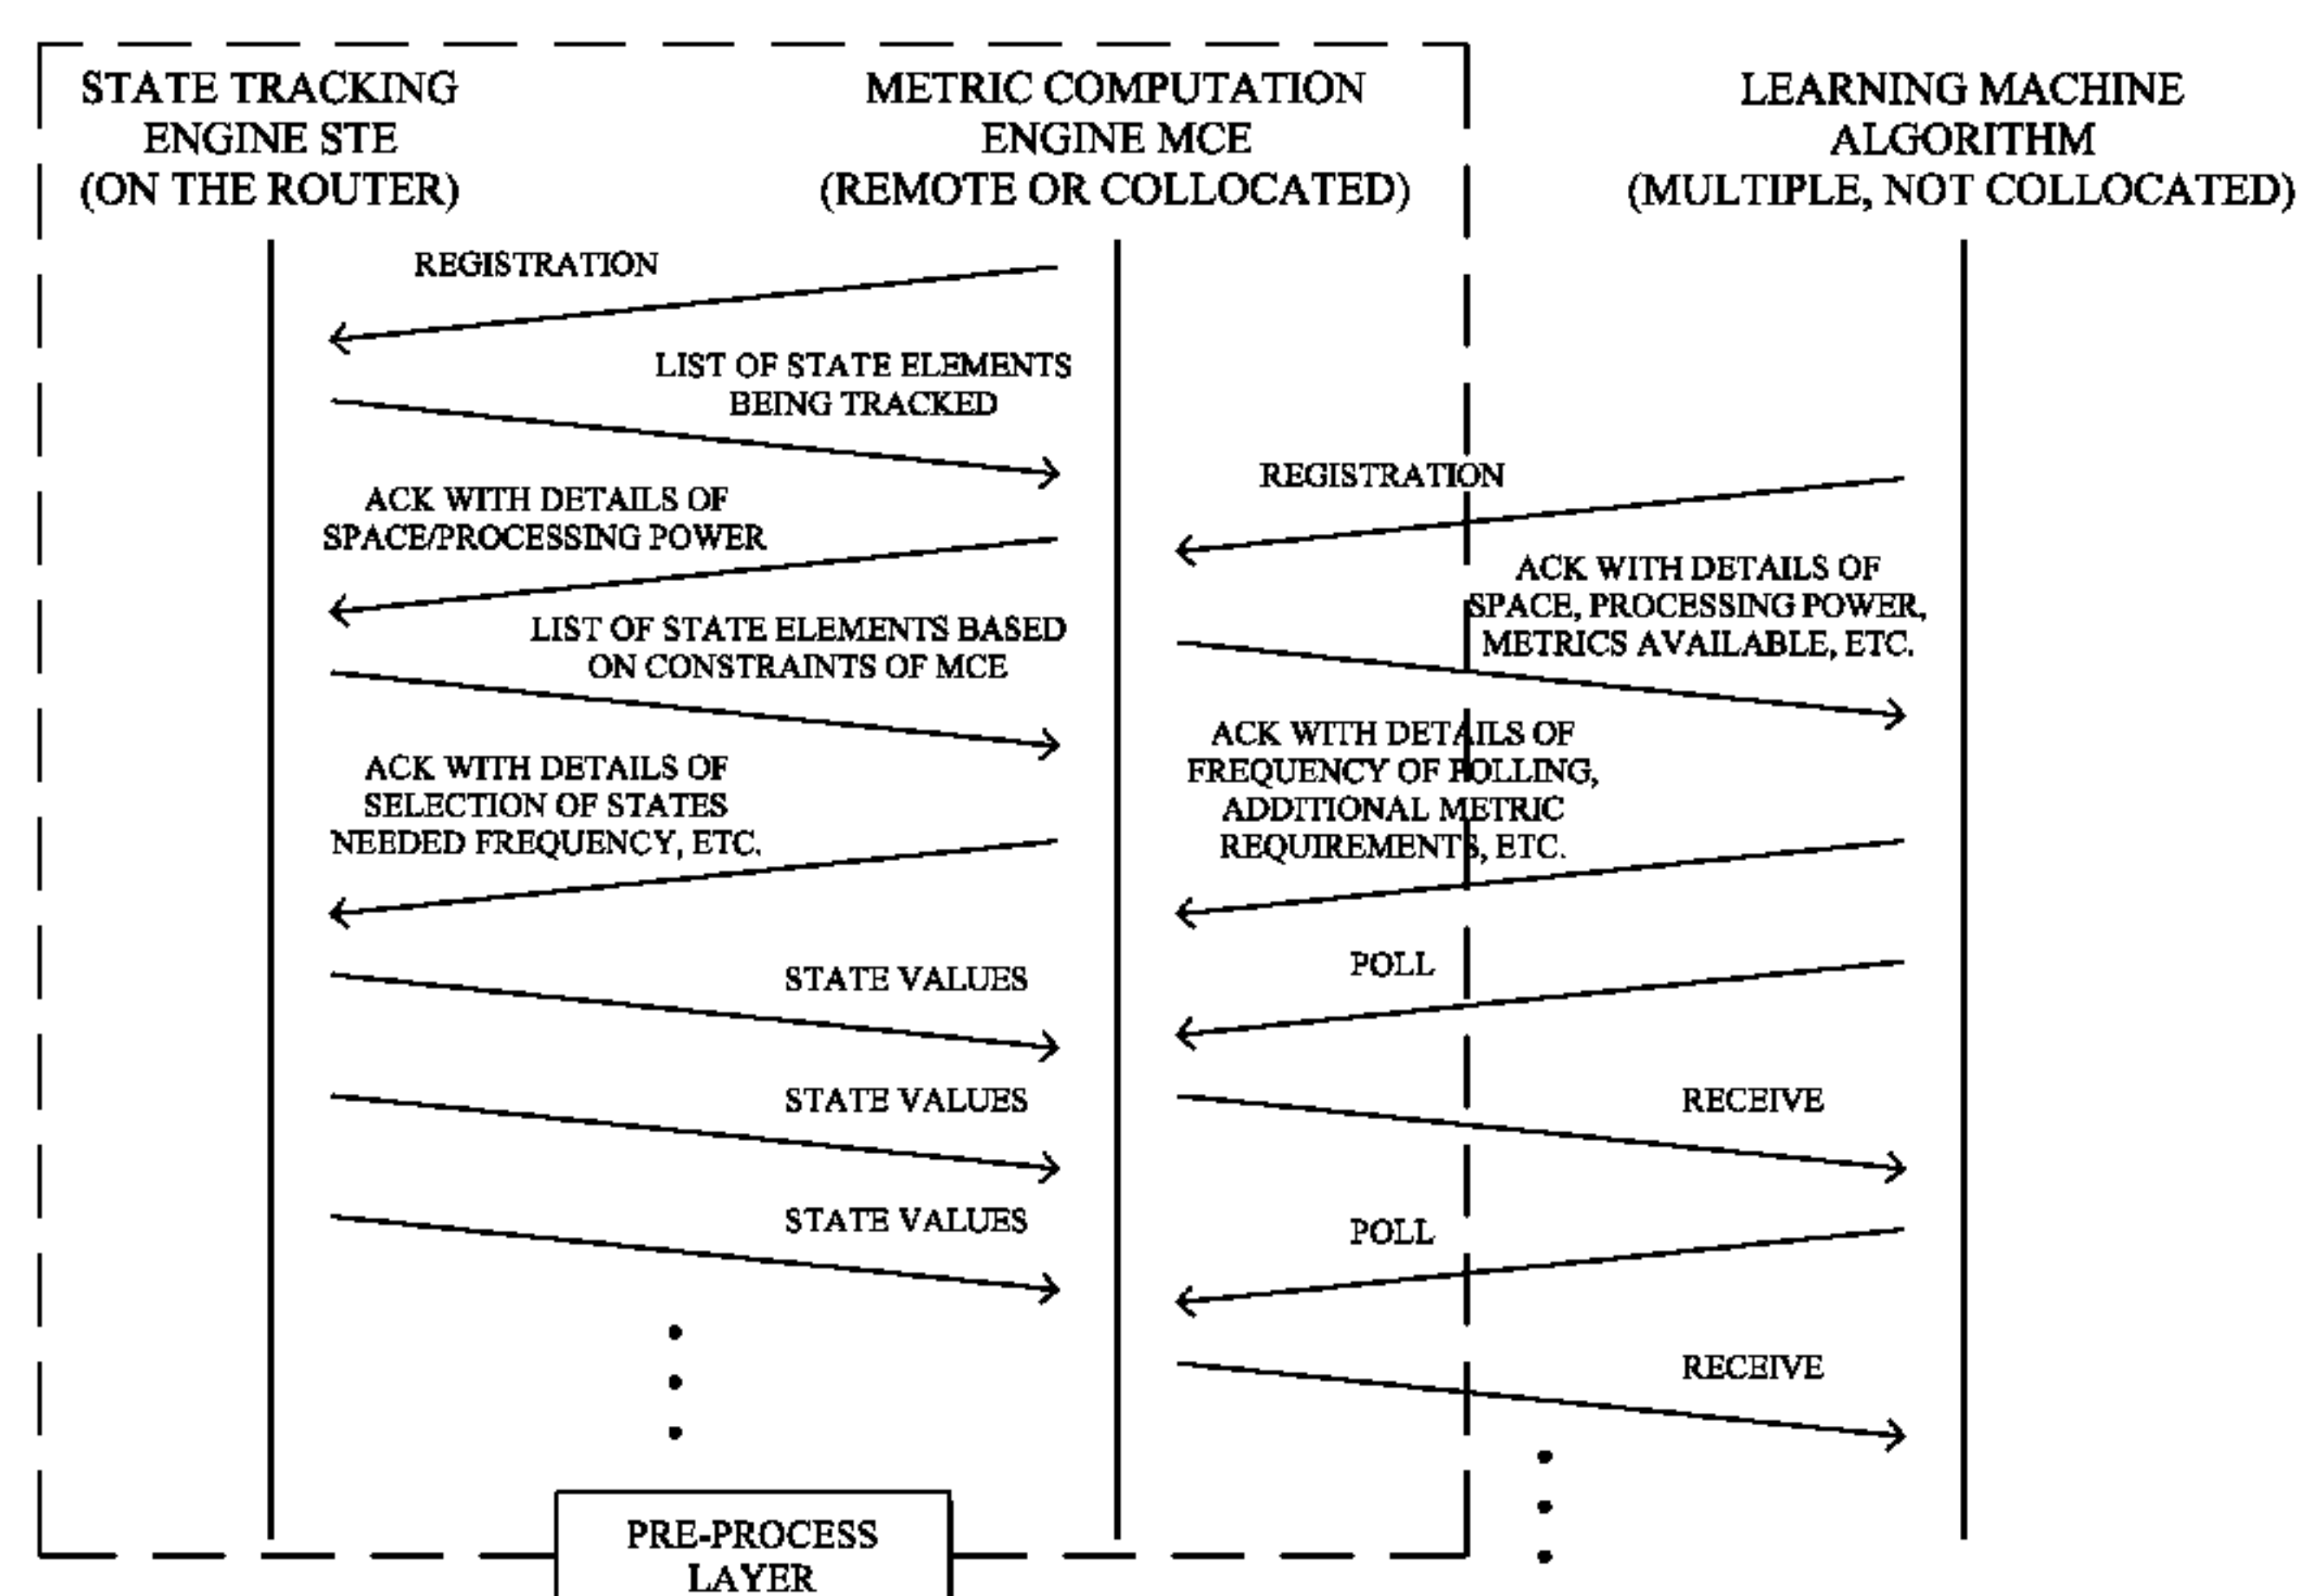 STATE TRACKING
ENGINE STE
(ON THE ROUTER)
METRIC COMPUTATION
ENGINE MCE
(REMOTE OR COLLOCATED)
LEARNING MACHINE
ALGORITHM
(MULTIPLE, NOT COLLOCATED)
REGISTRATION
LIST OF STATE ELEMENTS
BEING TRACKED
REGISTRATION
ACK WITH DETAILS OF
SPACE/PROCESSING POWER
ACK WITH DETAILS OF
SPACE, PROCESSING POWER,
METRICS AVAILABLE, ETC.
LIST OF STATE ELEMENTS BASED
ON CONSTRAINTS OF MCE
ACK WITH DETAILS OF
FREQUENCY OF POLLING,
ADDITIONAL METRIC
REQUIREMENTS, ETC.
ACK WITH DETAILS OF
SELECTION OF STATES
NEEDED FREQUENCY, ETC.
STATE VALUES
POLL
STATE VALUES
RECEIVE
STATE VALUES
POLL
RECEIVE
PRE-PROCESS
LAYER